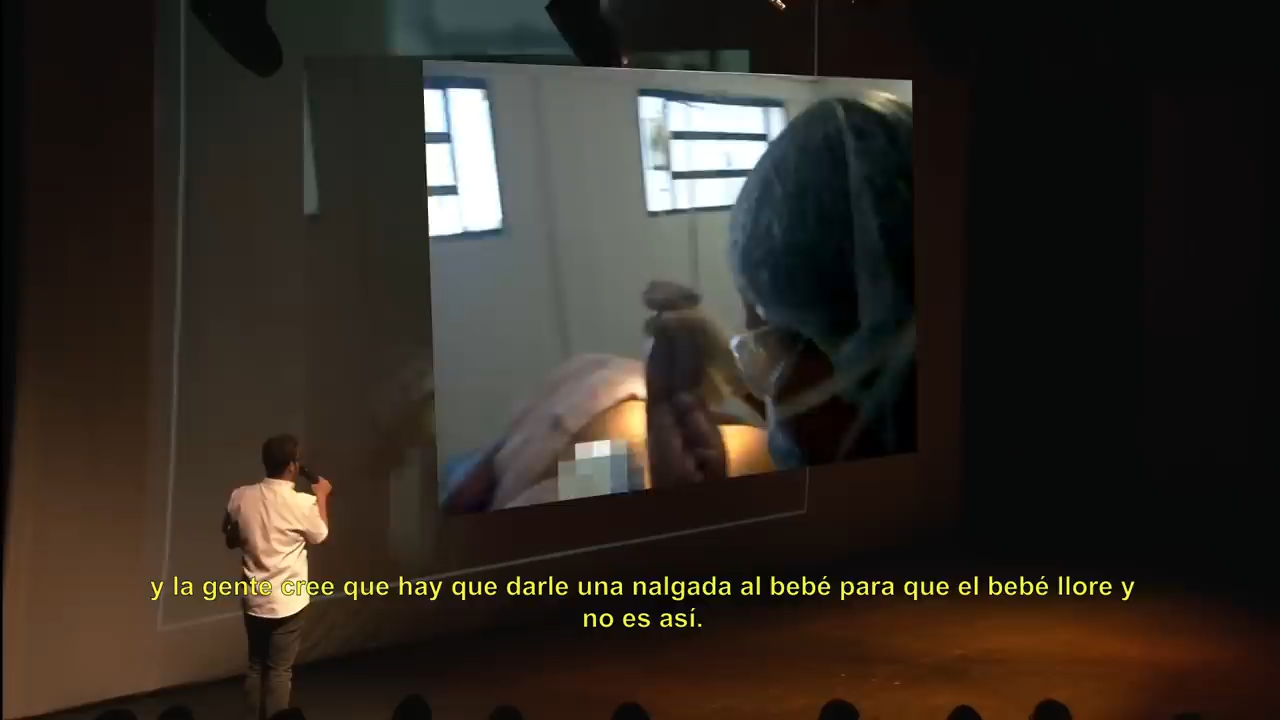 y la gente cree que hay que darle una nalgada al bebé para que el bebé llore y
no es así.